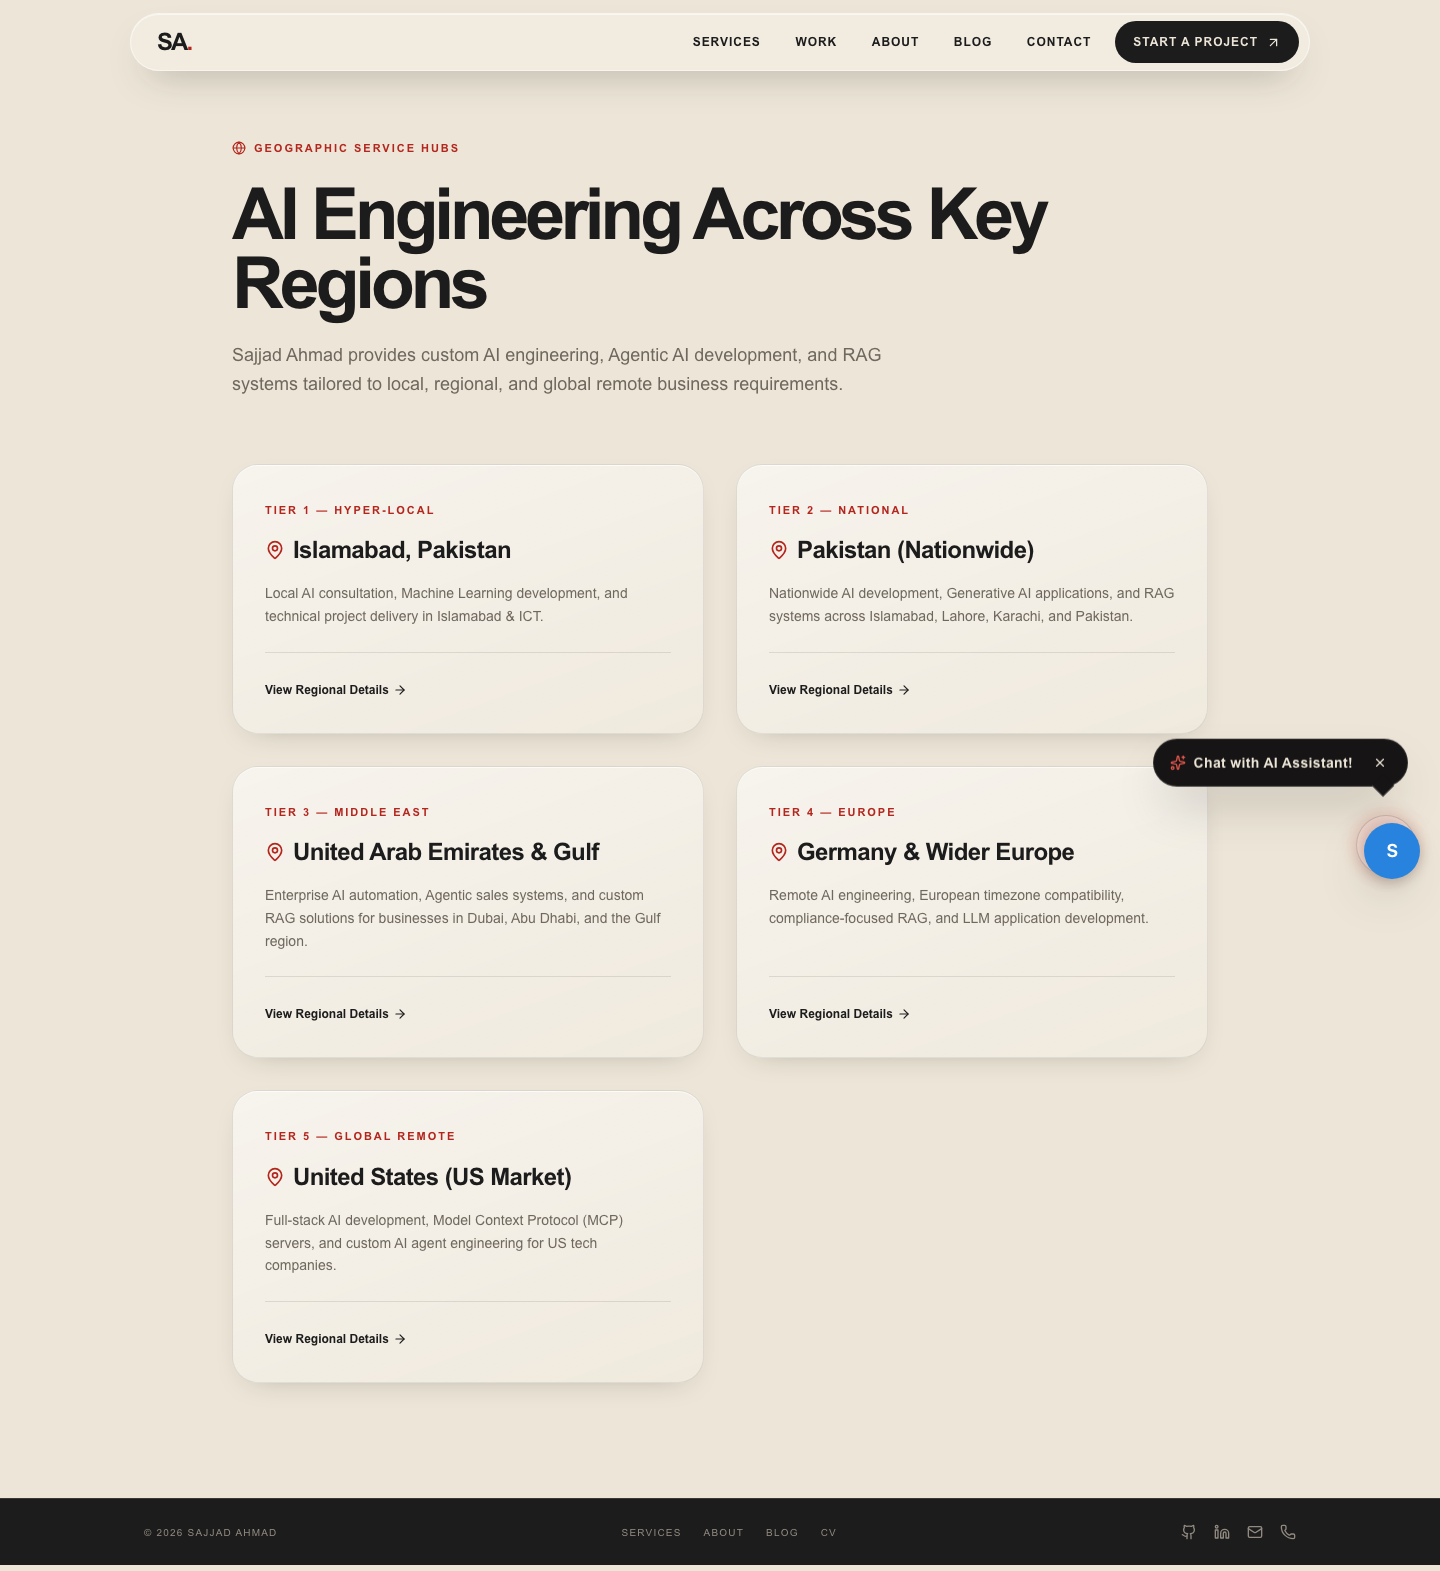 SA.
SERVICES
WORK
ABOUT
BLOG
CONTACT
START A PROJECT
GEOGRAPHIC SERVICE HUBS
AI Engineering Across Key
Regions
Sajjad Ahmad provides custom AI engineering, Agentic AI development, and RAG
systems tailored to local, regional, and global remote business requirements.
TIER 1 — HYPER-LOCAL
Islamabad, Pakistan
Local AI consultation, Machine Learning development, and
technical project delivery in Islamabad & ICT.
View Regional Details
TIER 2 — NATIONAL
Pakistan (Nationwide)
Nationwide AI development, Generative AI applications, and RAG
systems across Islamabad, Lahore, Karachi, and Pakistan.
View Regional Details
Chat with AI Assistant!
S
TIER 3 — MIDDLE EAST
United Arab Emirates & Gulf
Enterprise AI automation, Agentic sales systems, and custom
RAG solutions for businesses in Dubai, Abu Dhabi, and the Gulf
region.
View Regional Details
TIER 4 — EUROPE
Germany & Wider Europe
Remote AI engineering, European timezone compatibility,
compliance-focused RAG, and LLM application development.
View Regional Details
TIER 5 — GLOBAL REMOTE
United States (US Market)
Full-stack AI development, Model Context Protocol (MCP)
servers, and custom AI agent engineering for US tech
companies.
View Regional Details
© 2026 SAJJAD AHMAD
SERVICES
ABOUT
BLOG
CV